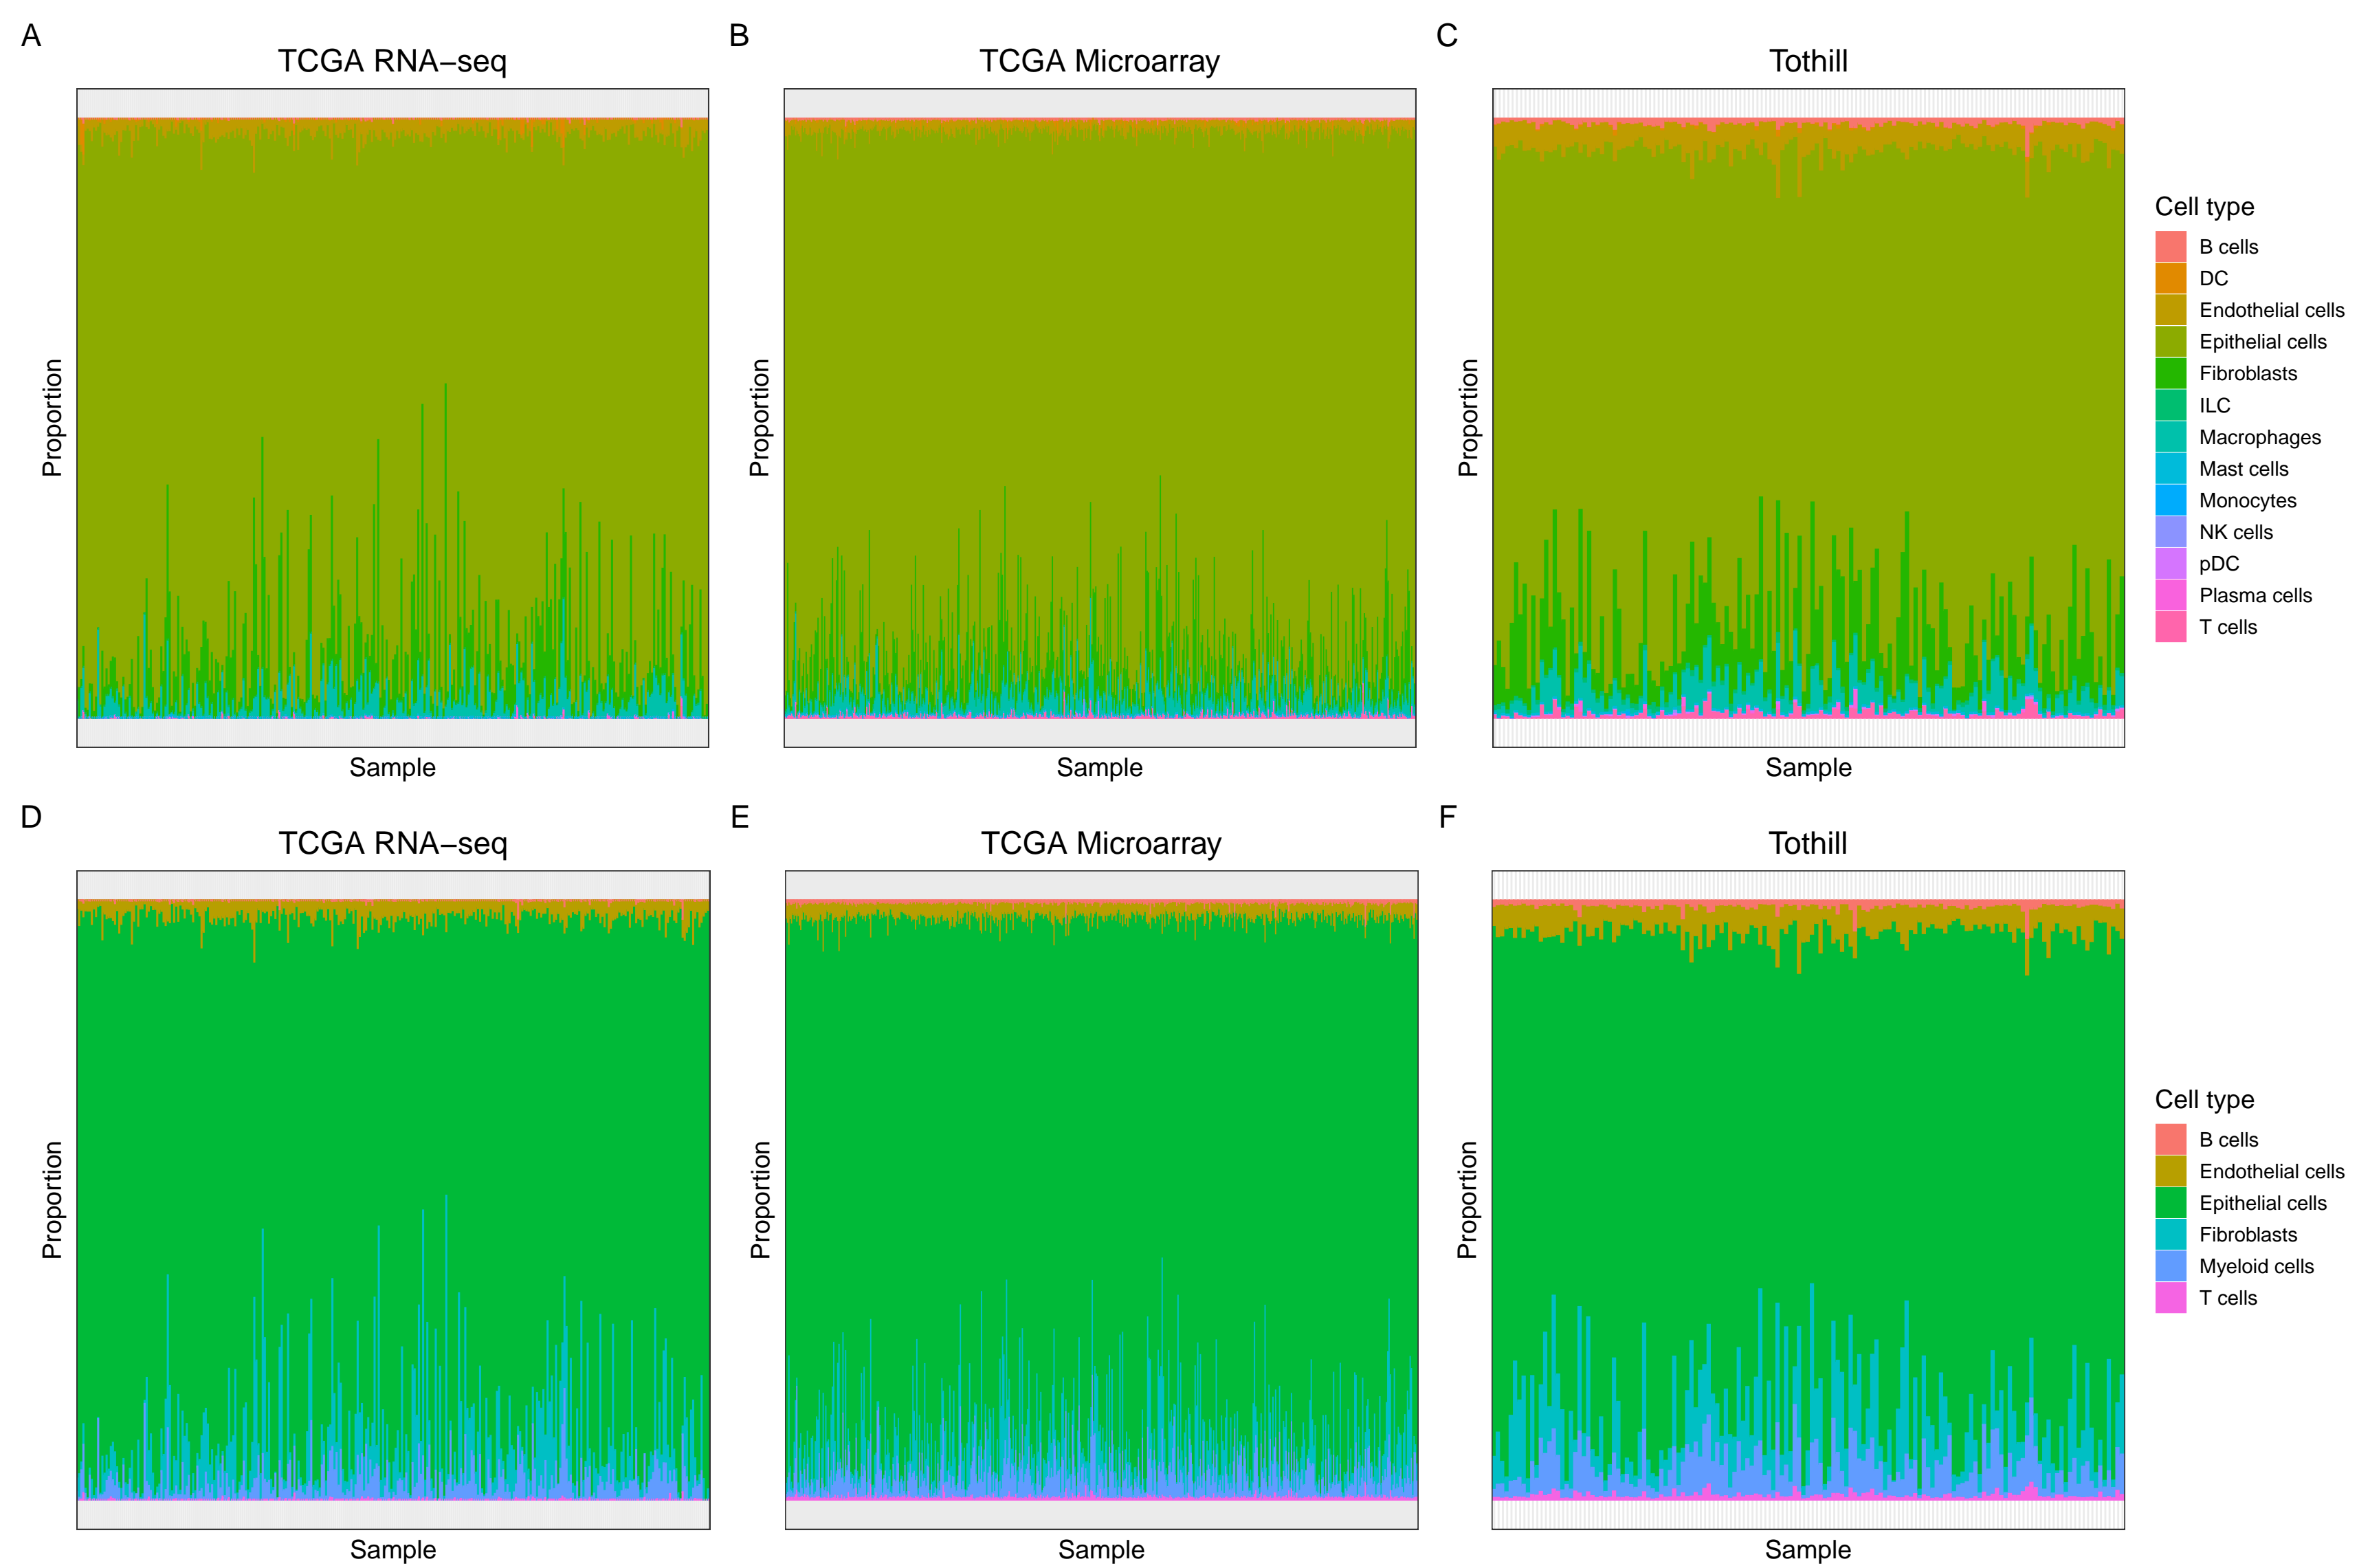 A
TCGA RNA−seq
Proportion
Sample
B
TCGA Microarray
Proportion
Sample
C
Tothill
Proportion
Sample
Cell type
B cells
DC
Endothelial cells
Epithelial cells
Fibroblasts
ILC
Macrophages
Mast cells
Monocytes
NK cells
pDC
Plasma cells
T cells
D
TCGA RNA−seq
Proportion
Sample
E
TCGA Microarray
Proportion
Sample
F
Tothill
Proportion
Sample
Cell type
B cells
Endothelial cells
Epithelial cells
Fibroblasts
Myeloid cells
T cells